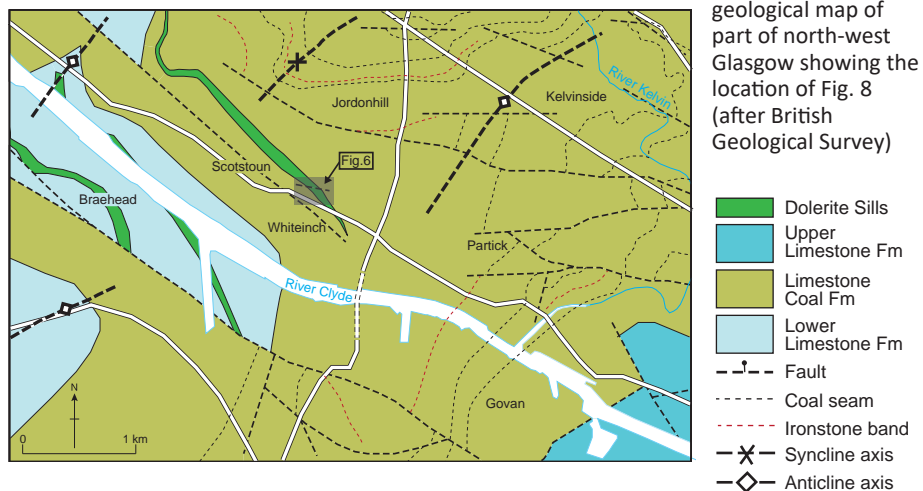 geological map of
part of north-west
Glasgow showing the
location of Fig. 8
(after British
Geological Survey)
River Kelvin
Jordonhill
Kelvinside
Fig.6
Scotstoun
Braehead
Whiteinch
Partick
River Clyde
Govan
N
0 1 km
Dolerite Sills
Upper
Limestone Fm
Limestone
Coal Fm
Lower
Limestone Fm
Fault
Coal seam
Ironstone band
Syncline axis
Anticline axis